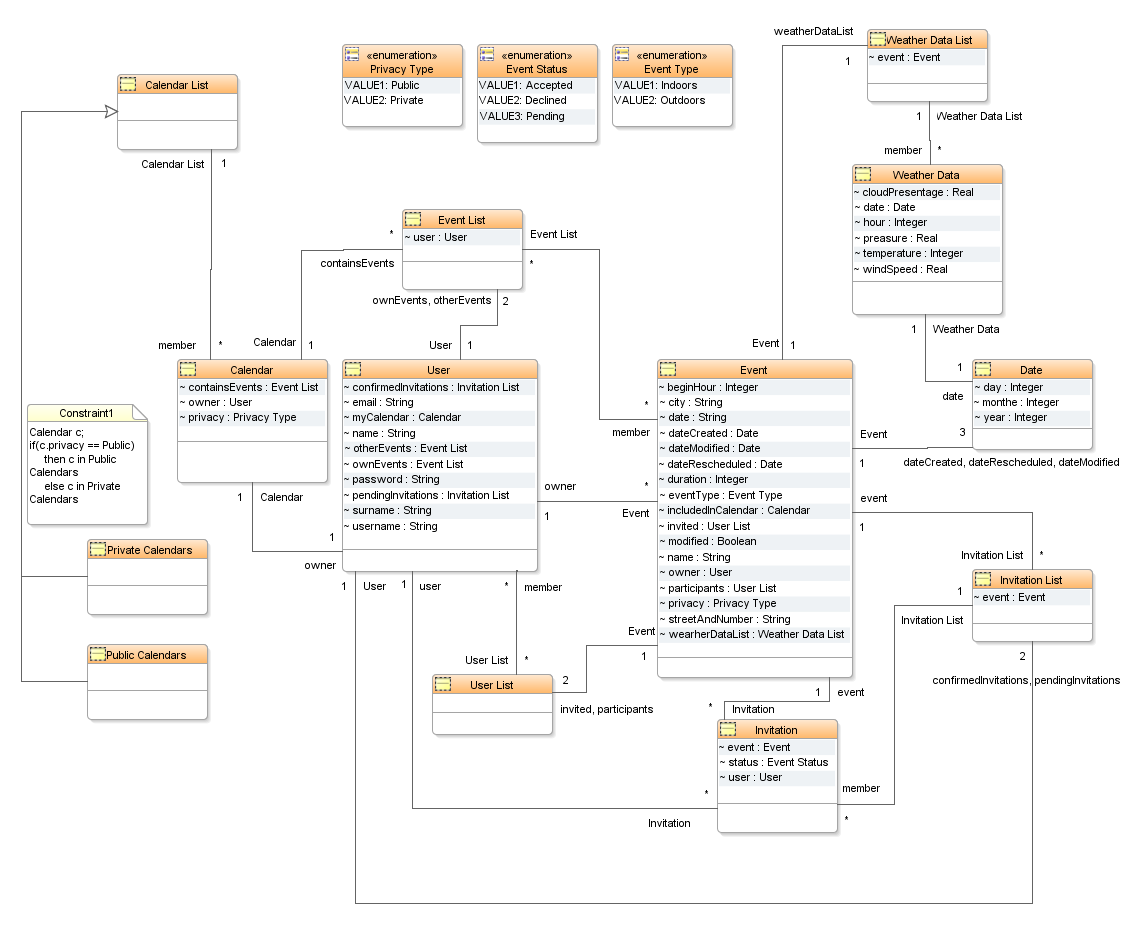 weatherDataList
Weather Data List
~ event : Event
1
«enumeration»
Privacy Type
VALUE1: Public
VALUE2: Private
«enumeration»
Event Status
VALUE1: Accepted
VALUE2: Declined
VALUE3: Pending
«enumeration»
Event Type
VALUE1: Indoors
VALUE2: Outdoors
Calendar List
1
Weather Data List
member
*
Calendar List
1
Weather Data
~ cloudPresentage : Real
~ date : Date
~ hour : Integer
~ preasure : Real
~ temperature : Integer
~ windSpeed : Real
Event List
~ user : User
*
containsEvents
Event List
*
ownEvents, otherEvents
2
member
*
Calendar
1
User
1
Event
1
1
Weather Data
1
date
Calendar
~ containsEvents : Event List
~ owner : User
~ privacy : Privacy Type
User
~ confirmedInvitations : Invitation List
~ email : String
~ myCalendar : Calendar
~ name : String
~ otherEvents : Event List
~ ownEvents : Event List
~ password : String
~ pendingInvitations : Invitation List
~ surname : String
~ username : String
*
member
Event
~ beginHour : Integer
~ city : String
~ date : String
~ dateCreated : Date
~ dateModified : Date
~ dateRescheduled : Date
~ duration : Integer
~ eventType : Event Type
~ includedInCalendar : Calendar
~ invited : User List
~ modified : Boolean
~ name : String
~ owner : User
~ participants : User List
~ privacy : Privacy Type
~ streetAndNumber : String
~ wearherDataList : Weather Data List
Date
~ day : Integer
~ monthe : Integer
~ year : Integer
Event
1
3
dateCreated, dateRescheduled, dateModified
Constraint1
Calendar c;
if(c.privacy == Public)
then c in Public
Calendars
else c in Private
Calendars
1
Calendar
1
owner
owner
1
*
Event
event
1
Invitation List
*
Private Calendars
1
User
1
user
*
member
Invitation List
~ event : Event
1
Invitation List
2
confirmedInvitations, pendingInvitations
Public Calendars
Event
1
User List
*
User List
2
invited, participants
1
event
*
Invitation
Invitation
~ event : Event
~ status : Event Status
~ user : User
*
Invitation
member
*